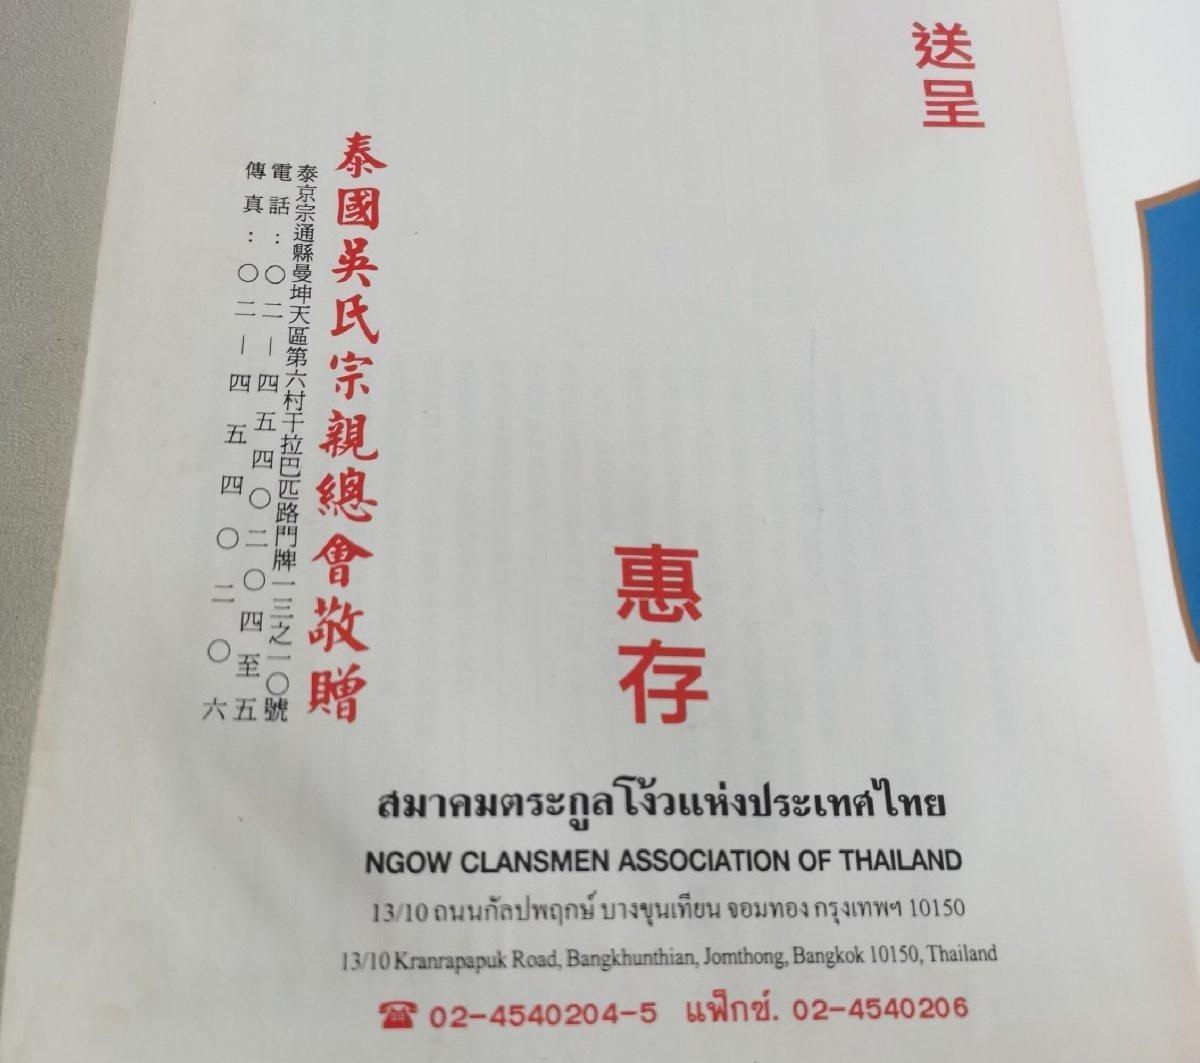 送呈
惠存
泰國吳氏宗親總會敬贈
泰京宗通縣曼坤天區第六村干拉巴匹路門牌一三之一〇號
電話：〇二—四五四〇二〇四至五
傳真：〇二—四五四〇二〇六
สมาคมตระกูลโง้วแห่งประเทศไทย
NGOW CLANSMEN ASSOCIATION OF THAILAND
13/10 ถนนกัลปพฤกษ์ บางขุนเทียน จอมทอง กรุงเทพฯ 10150
13/10 Kranrapapuk Road, Bangkhunthian, Jomthong, Bangkok 10150, Thailand
☎ 02-4540204-5 แฟ็กซ์. 02-4540206